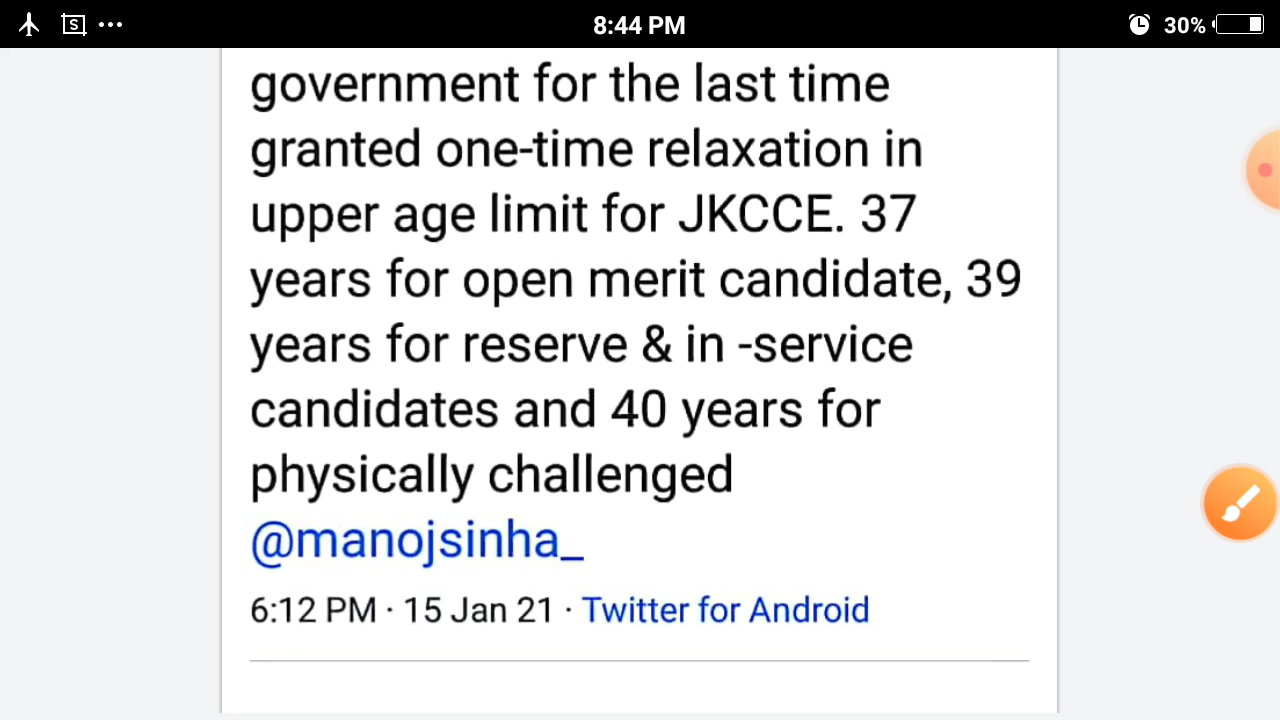 8:44 PM
30%
government for the last time
granted one-time relaxation in
upper age limit for JKCCE. 37
years for open merit candidate, 39
years for reserve & in -service
candidates and 40 years for
physically challenged
@manojsinha_
6:12 PM · 15 Jan 21 · Twitter for Android